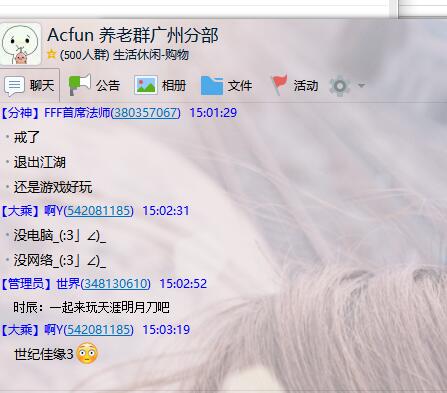 Acfun 养老群广州分部
(500人群) 生活休闲-购物
聊天 公告 相册 文件 活动
【分神】FFF首席法师(380357067) 15:01:29
戒了
退出江湖
还是游戏好玩
【大乘】啊Y(542081185) 15:02:31
没电脑_(:3」∠)_
没网络_(:3」∠)_
【管理员】世界(348130610) 15:02:52
时辰：一起来玩天涯明月刀吧
【大乘】啊Y(542081185) 15:03:19
世纪佳缘3